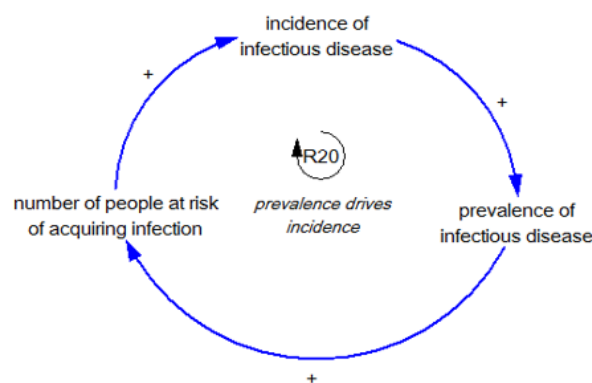 incidence of
infectious disease
+
+
R20
number of people at risk
of acquiring infection
prevalence drives
incidence
prevalence of
infectious disease
+